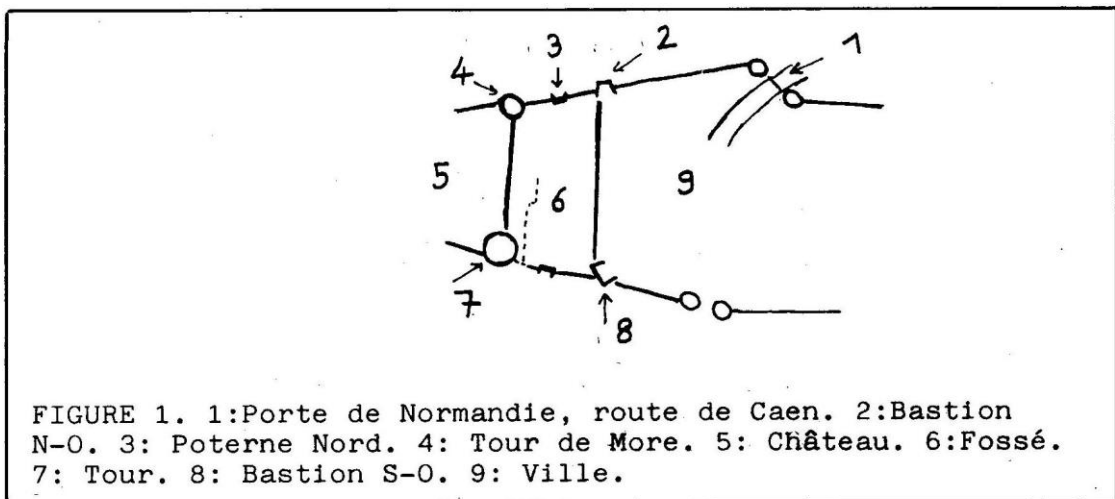 3 2 1
4
5 6 9
7 8
FIGURE 1. 1:Porte de Normandie, route de Caen. 2:Bastion
N-O. 3: Poterne Nord. 4: Tour de More. 5: Château. 6:Fossé.
7: Tour. 8: Bastion S-O. 9: Ville.